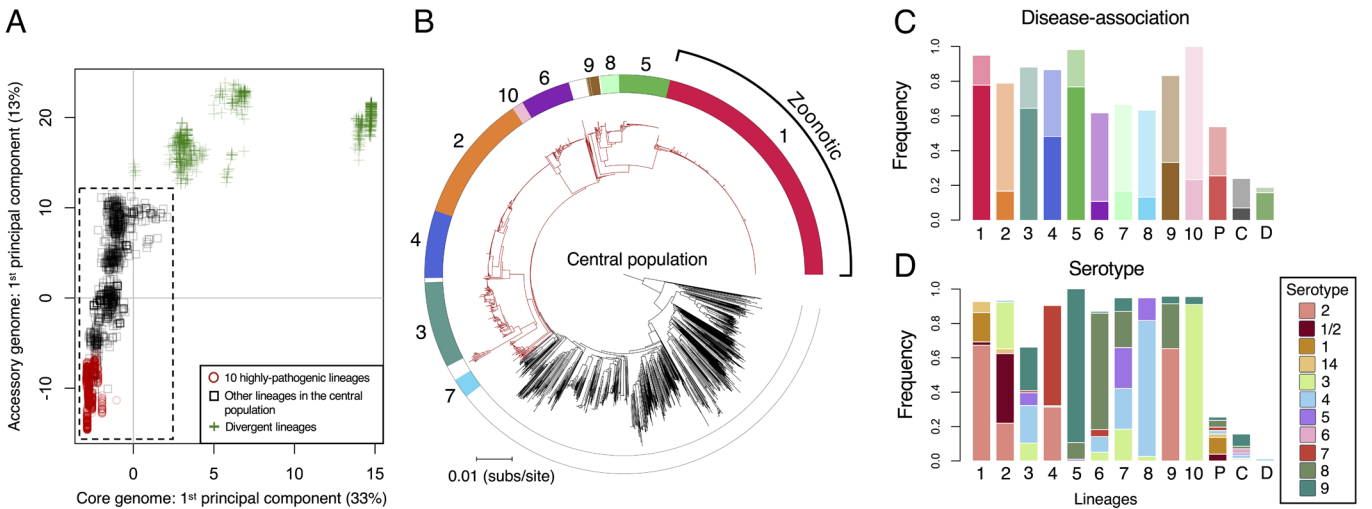 A
Accessory genome: 1st principal component (13%)
20
10
0
-10
0
5
10
15
Core genome: 1st principal component (33%)
10 highly-pathogenic lineages
Other lineages in the central
population
Divergent lineages
B
Zoonotic
1
5
8
9
6
10
2
4
3
7
Central population
0.01 (subs/site)
C
Disease-association
Frequency
1.0
0.8
0.6
0.4
0.2
0.0
1 2 3 4 5 6 7 8 9 10 P C D
D
Serotype
Frequency
1.0
0.8
0.6
0.4
0.2
0.0
1 2 3 4 5 6 7 8 9 10 P C D
Lineages
Serotype
2
1/2
1
14
3
4
5
6
7
8
9